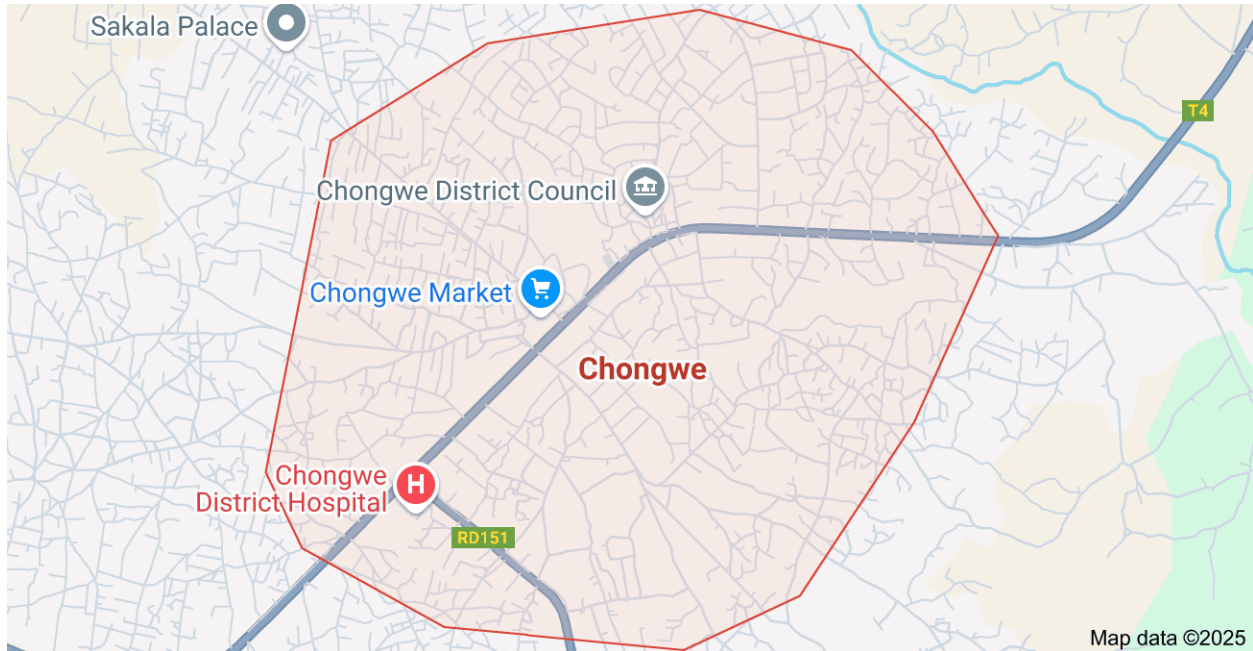 Sakala Palace
T4
Chongwe District Council
Chongwe Market
Chongwe
Chongwe
District Hospital
H
RD151
Map data ©2025